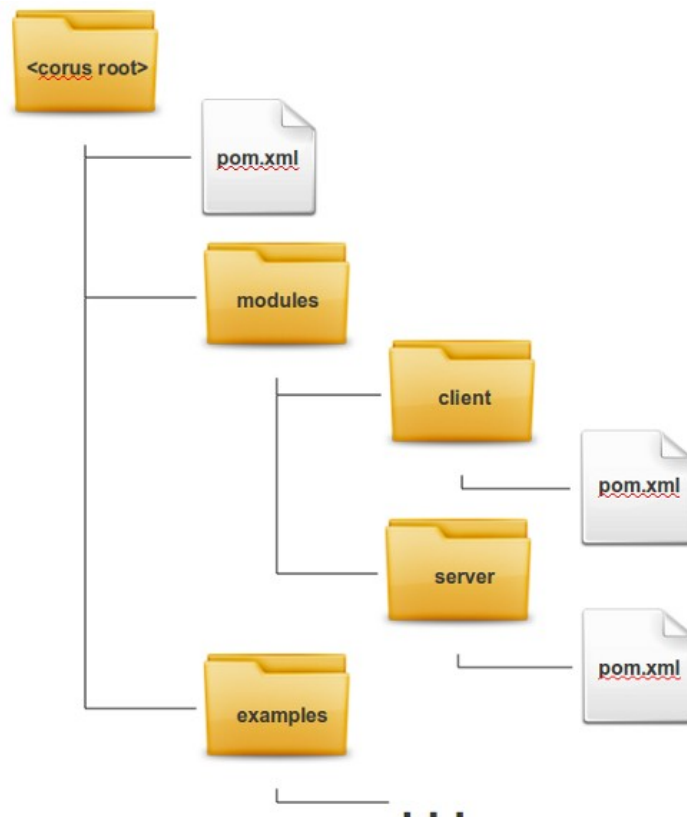 <corus root>
pom.xml
modules
client
pom.xml
server
pom.xml
examples
...